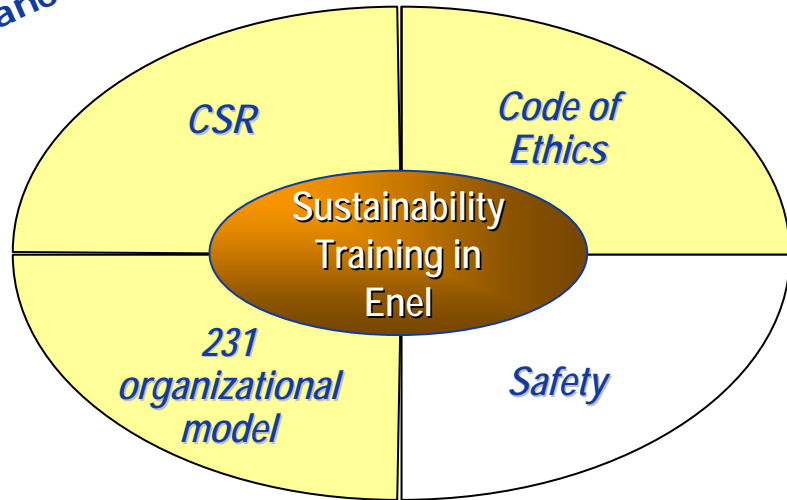 CSR
Code of
Ethics
Sustainability
Training in
Enel
231
organizational
model
Safety